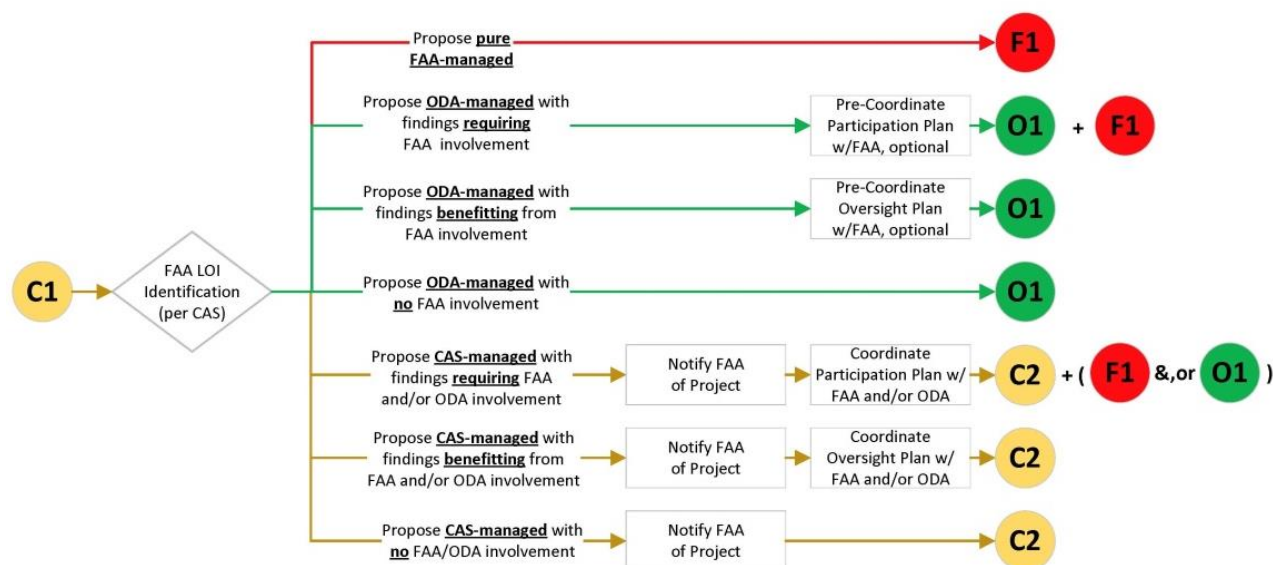 Propose pure
FAA-managed
F1
Propose ODA-managed with
findings requiring
FAA involvement
Pre-Coordinate
Participation Plan
w/FAA, optional
O1 + F1
Propose ODA-managed with
findings benefitting from
FAA involvement
Pre-Coordinate
Oversight Plan
w/FAA, optional
O1
C1
FAA LOI
Identification
(per CAS)
Propose ODA-managed with
no FAA involvement
O1
Propose CAS-managed with
findings requiring FAA
and/or ODA involvement
Notify FAA
of Project
Coordinate
Participation Plan w/
FAA and/or ODA
C2 + ( F1 &,or O1 )
Propose CAS-managed with
findings benefitting from
FAA and/or ODA involvement
Notify FAA
of Project
Coordinate
Oversight Plan w/
FAA and/or ODA
C2
Propose CAS-managed with
no FAA/ODA involvement
Notify FAA
of Project
C2